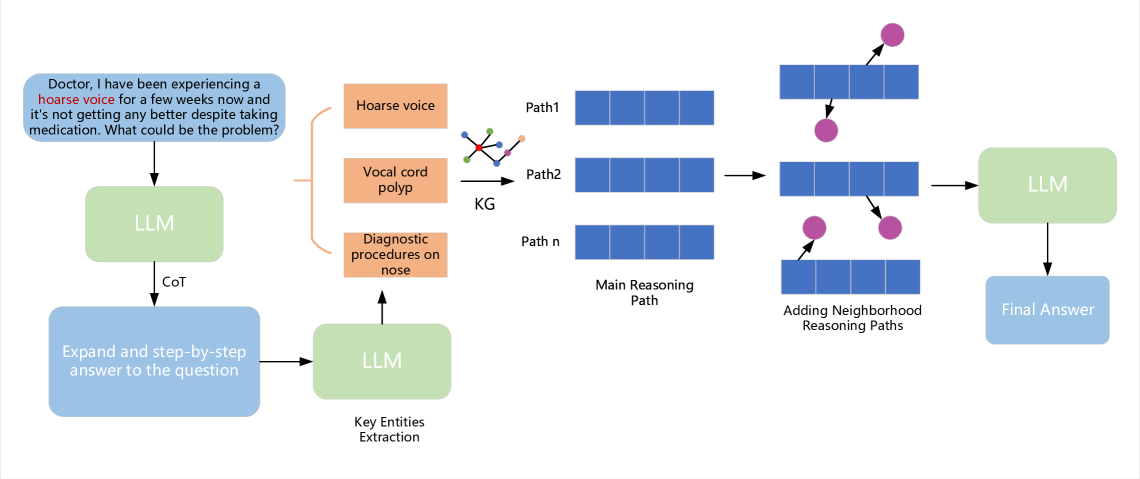 Doctor, I have been experiencing a
hoarse voice for a few weeks now and
it's not getting any better despite taking
medication. What could be the problem?
LLM
CoT
Expand and step-by-step
answer to the question
LLM
Key Entities
Extraction
Hoarse voice
Vocal cord
polyp
Diagnostic
procedures on
nose
KG
Path1
Path2
Path n
Main Reasoning
Path
Adding Neighborhood
Reasoning Paths
LLM
Final Answer